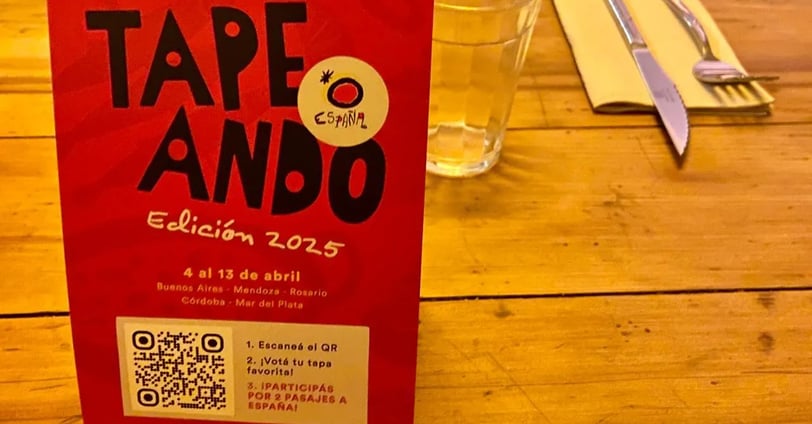 TAPE
ANDO
ESPAÑA
Edición 2025
4 al 13 de abril
Buenos Aires - Mendoza - Rosario
Córdoba - Mar del Plata
1. Escaneá el QR
2. ¡Votá tu tapa
favorita!
3. ¡PARTICIPÁS
POR 2 PASAJES A
ESPAÑA!